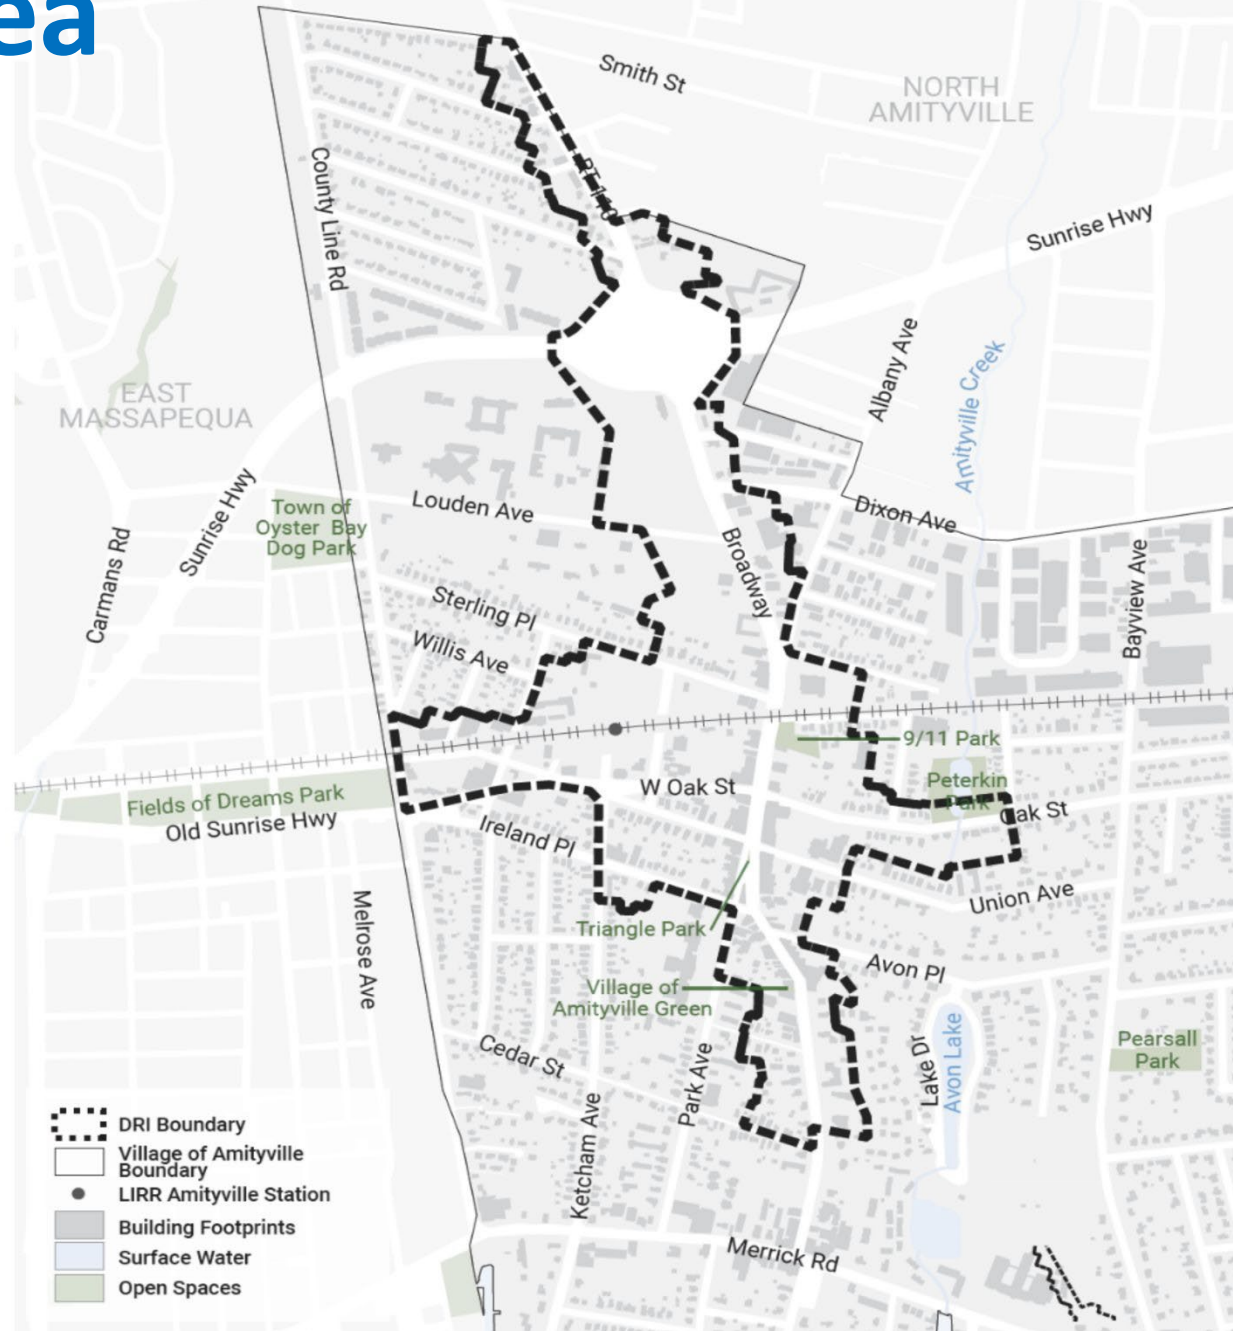 ea
Smith St
NORTH
AMITYVILLE
RT 110
County Line Rd
Sunrise Hwy
Albany Ave
Amityville Creek
EAST
MASSAPEQUA
Sunrise Hwy
Louden Ave
Town of
Oyster Bay
Dog Park
Dixon Ave
Broadway
Carmans Rd
Bayview Ave
Sterling Pl
Willis Ave
9/11 Park
W Oak St
Peterkin
Park
Fields of Dreams Park
Old Sunrise Hwy
Oak St
Ireland Pl
Union Ave
Melrose Ave
Triangle Park
Avon Pl
Village of
Amityville Green
Cedar St
Park Ave
Lake Dr
Avon Lake
Pearsall
Park
Ketcham Ave
Merrick Rd
DRI Boundary
Village of Amityville
Boundary
LIRR Amityville Station
Building Footprints
Surface Water
Open Spaces